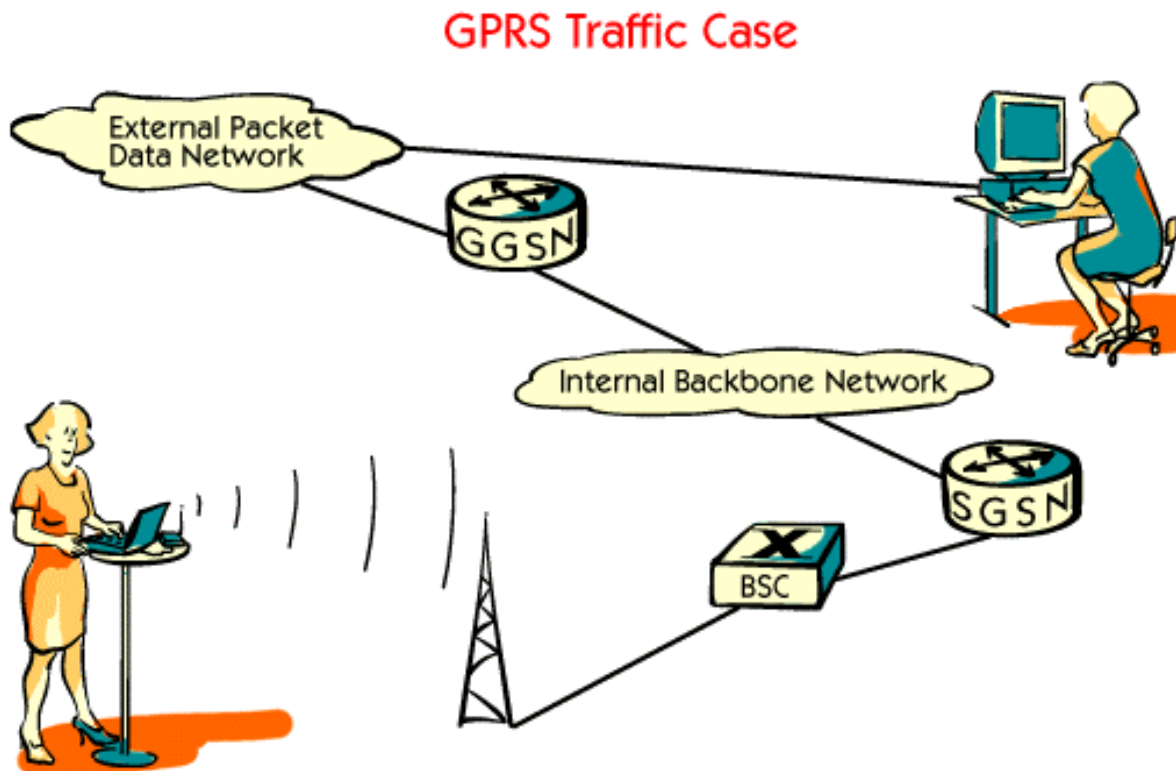 GPRS Traffic Case
External Packet
Data Network
GGSN
Internal Backbone Network
SGSN
BSC